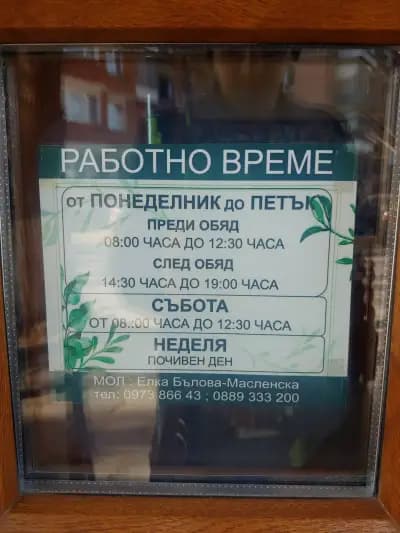 РАБОТНО ВРЕМЕ
от ПОНЕДЕЛНИК до ПЕТЪК
ПРЕДИ ОБЯД
08:00 ЧАСА ДО 12:30 ЧАСА
СЛЕД ОБЯД
14:30 ЧАСА ДО 19:00 ЧАСА
СЪБОТА
ОТ 08:00 ЧАСА ДО 12:30 ЧАСА
НЕДЕЛЯ
ПОЧИВЕН ДЕН
МОЛ : Елка Бълова-Масленска
тел: 0973 866 43 ; 0889 333 200